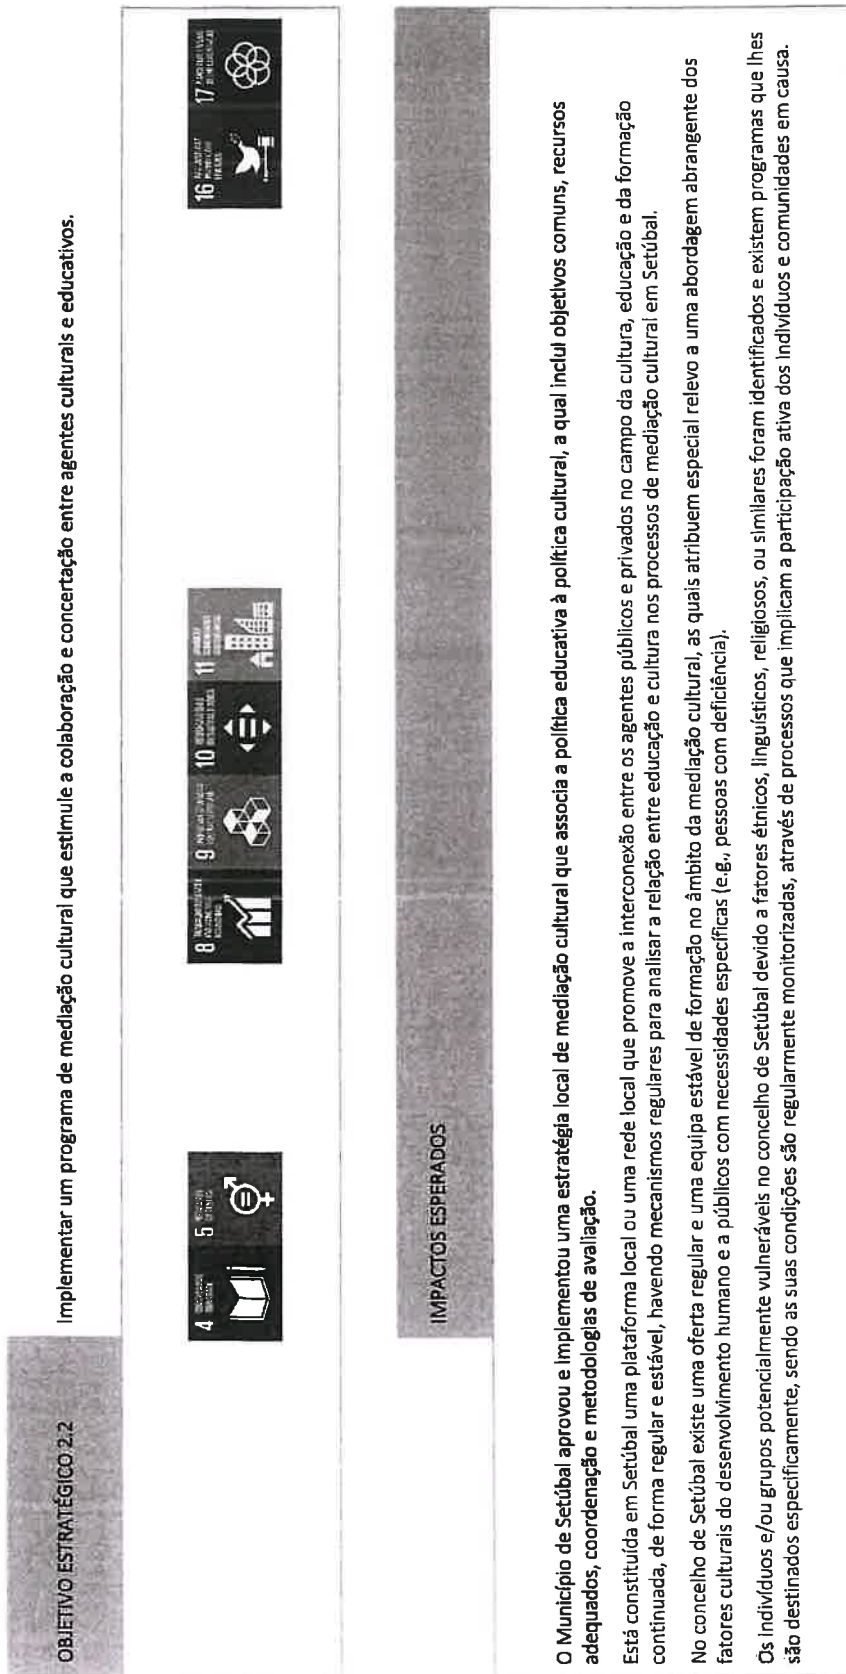 OBJETIVO ESTRATÉGICO 2.2
Implementar um programa de mediação cultural que estimule a colaboração e concertação entre agentes culturais e educativos.
4
5
8
9
10
11
16
17
IMPACTOS ESPERADOS
O Município de Setúbal aprovou e implementou uma estratégia local de mediação cultural que associa a política educativa à política cultural, a qual inclui objetivos comuns, recursos
adequados, coordenação e metodologias de avaliação.
Está constituída em Setúbal uma plataforma local ou uma rede local que promove a interconexão entre os agentes públicos e privados no campo da cultura, educação e da formação
continuada, de forma regular e estável, havendo mecanismos regulares para analisar a relação entre educação e cultura nos processos de mediação cultural em Setúbal.
No concelho de Setúbal existe uma oferta regular e uma equipa estável de formação no âmbito da mediação cultural, as quais atribuem especial relevo a uma abordagem abrangente dos
fatores culturais do desenvolvimento humano e a públicos com necessidades específicas (e.g., pessoas com deficiência).
Os indivíduos e/ou grupos potencialmente vulneráveis no concelho de Setúbal devido a fatores étnicos, linguísticos, religiosos, ou similares foram identificados e existem programas que lhes
são destinados especificamente, sendo as suas condições são regularmente monitorizadas, através de processos que implicam a participação ativa dos indivíduos e comunidades em causa.